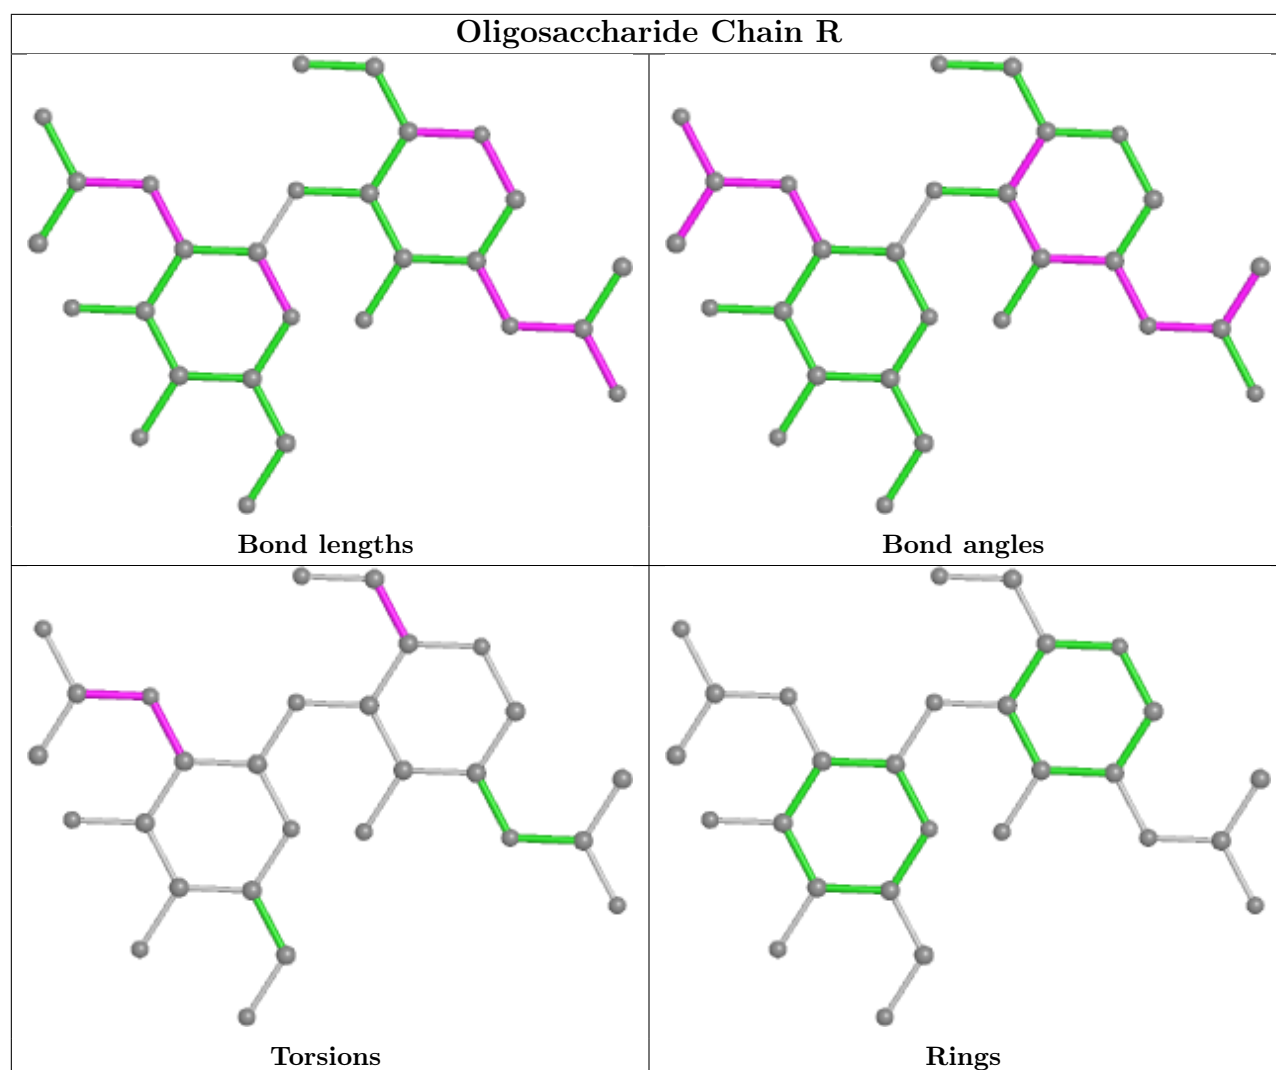 Oligosaccharide Chain R
Bond lengths
Bond angles
Torsions
Rings